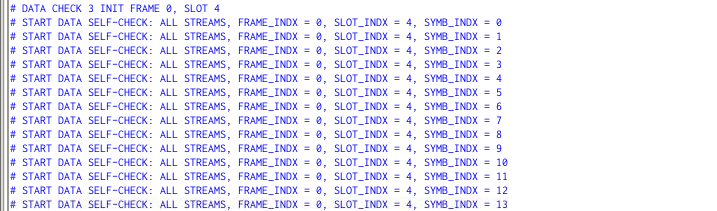 # DATA CHECK 3 INIT FRAME 0, SLOT 4
# START DATA SELF-CHECK: ALL STREAMS, FRAME_INDX = 0, SLOT_INDX = 4, SYMB_INDX = 0
# START DATA SELF-CHECK: ALL STREAMS, FRAME_INDX = 0, SLOT_INDX = 4, SYMB_INDX = 1
# START DATA SELF-CHECK: ALL STREAMS, FRAME_INDX = 0, SLOT_INDX = 4, SYMB_INDX = 2
# START DATA SELF-CHECK: ALL STREAMS, FRAME_INDX = 0, SLOT_INDX = 4, SYMB_INDX = 3
# START DATA SELF-CHECK: ALL STREAMS, FRAME_INDX = 0, SLOT_INDX = 4, SYMB_INDX = 4
# START DATA SELF-CHECK: ALL STREAMS, FRAME_INDX = 0, SLOT_INDX = 4, SYMB_INDX = 5
# START DATA SELF-CHECK: ALL STREAMS, FRAME_INDX = 0, SLOT_INDX = 4, SYMB_INDX = 6
# START DATA SELF-CHECK: ALL STREAMS, FRAME_INDX = 0, SLOT_INDX = 4, SYMB_INDX = 7
# START DATA SELF-CHECK: ALL STREAMS, FRAME_INDX = 0, SLOT_INDX = 4, SYMB_INDX = 8
# START DATA SELF-CHECK: ALL STREAMS, FRAME_INDX = 0, SLOT_INDX = 4, SYMB_INDX = 9
# START DATA SELF-CHECK: ALL STREAMS, FRAME_INDX = 0, SLOT_INDX = 4, SYMB_INDX = 10
# START DATA SELF-CHECK: ALL STREAMS, FRAME_INDX = 0, SLOT_INDX = 4, SYMB_INDX = 11
# START DATA SELF-CHECK: ALL STREAMS, FRAME_INDX = 0, SLOT_INDX = 4, SYMB_INDX = 12
# START DATA SELF-CHECK: ALL STREAMS, FRAME_INDX = 0, SLOT_INDX = 4, SYMB_INDX = 13